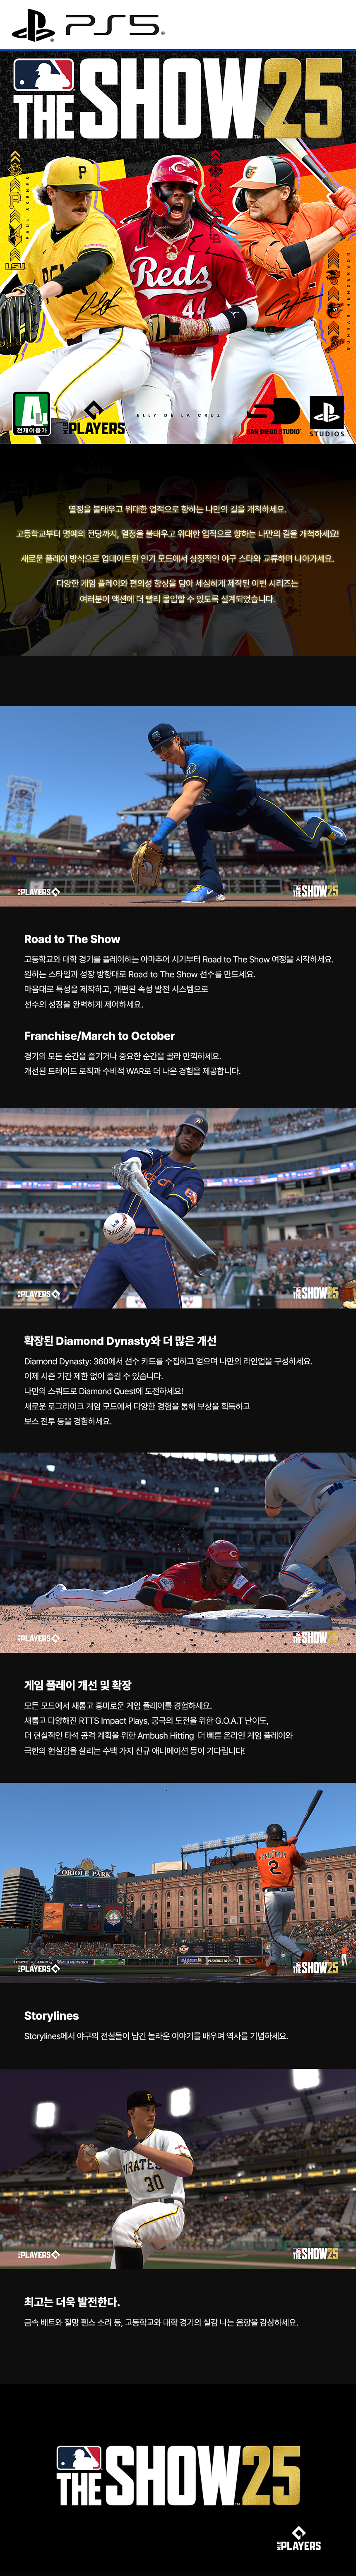 PS5
THE SHOW 25
P
PIRATES
Reds
44
LSU
전체이용가
MLB PLAYERS
ELLY DE LA CRUZ
SAN DIEGO STUDIO
STUDIOS
열정을 불태우고 위대한 업적으로 향하는 나만의 길을 개척하세요.
고등학교부터 명예의 전당까지, 열정을 불태우고 위대한 업적으로 향하는 나만의 길을 개척하세요!
새로운 플레이 방식으로 업데이트된 인기 모드에서 상징적인 야구 스타와 교류하며 나아가세요.
다양한 게임 플레이와 편의성 향상을 담아 세심하게 제작된 이번 시리즈는
여러분이 액션에 더 빨리 몰입할 수 있도록 설계되었습니다.
MLB PLAYERS
THE SHOW 25
Road to The Show
고등학교와 대학 경기를 플레이하는 아마추어 시기부터 Road to The Show 여정을 시작하세요.
원하는 스타일과 성장 방향대로 Road to The Show 선수를 만드세요.
마음대로 특성을 제작하고, 개편된 속성 발전 시스템으로
선수의 성장을 완벽하게 제어하세요.
Franchise/March to October
경기의 모든 순간을 즐기거나 중요한 순간을 골라 만끽하세요.
개선된 트레이드 로직과 수비적 WAR로 더 나은 경험을 제공합니다.
MLB PLAYERS
THE SHOW 25
확장된 Diamond Dynasty와 더 많은 개선
Diamond Dynasty: 360에서 선수 카드를 수집하고 얻으며 나만의 라인업을 구성하세요.
이제 시즌 기간 제한 없이 즐길 수 있습니다.
나만의 스쿼드로 Diamond Quest에 도전하세요!
새로운 로그라이크 게임 모드에서 다양한 경험을 통해 보상을 획득하고
보스 전투 등을 경험하세요.
MLB PLAYERS
THE SHOW 25
게임 플레이 개선 및 확장
모든 모드에서 새롭고 흥미로운 게임 플레이를 경험하세요.
새롭고 다양해진 RTTS Impact Plays, 궁극의 도전을 위한 G.O.A.T 난이도,
더 현실적인 타석 공격 계획을 위한 Ambush Hitting 더 빠른 온라인 게임 플레이와
극한의 현실감을 살리는 수백 가지 신규 애니메이션 등이 기다립니다!
ORIOLE PARK
HENDERSON
2
MLB PLAYERS
THE SHOW 25
Storylines
Storylines에서 야구의 전설들이 남긴 놀라운 이야기를 배우며 역사를 기념하세요.
P
PIRATES
30
MLB PLAYERS
THE SHOW 25
최고는 더욱 발전한다.
금속 배트와 철망 펜스 소리 등, 고등학교와 대학 경기의 실감 나는 음향을 감상하세요.
THE SHOW 25
MLB PLAYERS